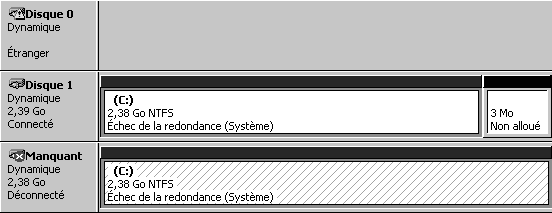 Disque 0
Dynamique
Étranger
Disque 1
Dynamique
2,39 Go
Connecté
(C:)
2,38 Go NTFS
Échec de la redondance (Système)
3 Mo
Non alloué
Manquant
Dynamique
2,38 Go
Déconnecté
(C:)
2,38 Go NTFS
Échec de la redondance (Système)